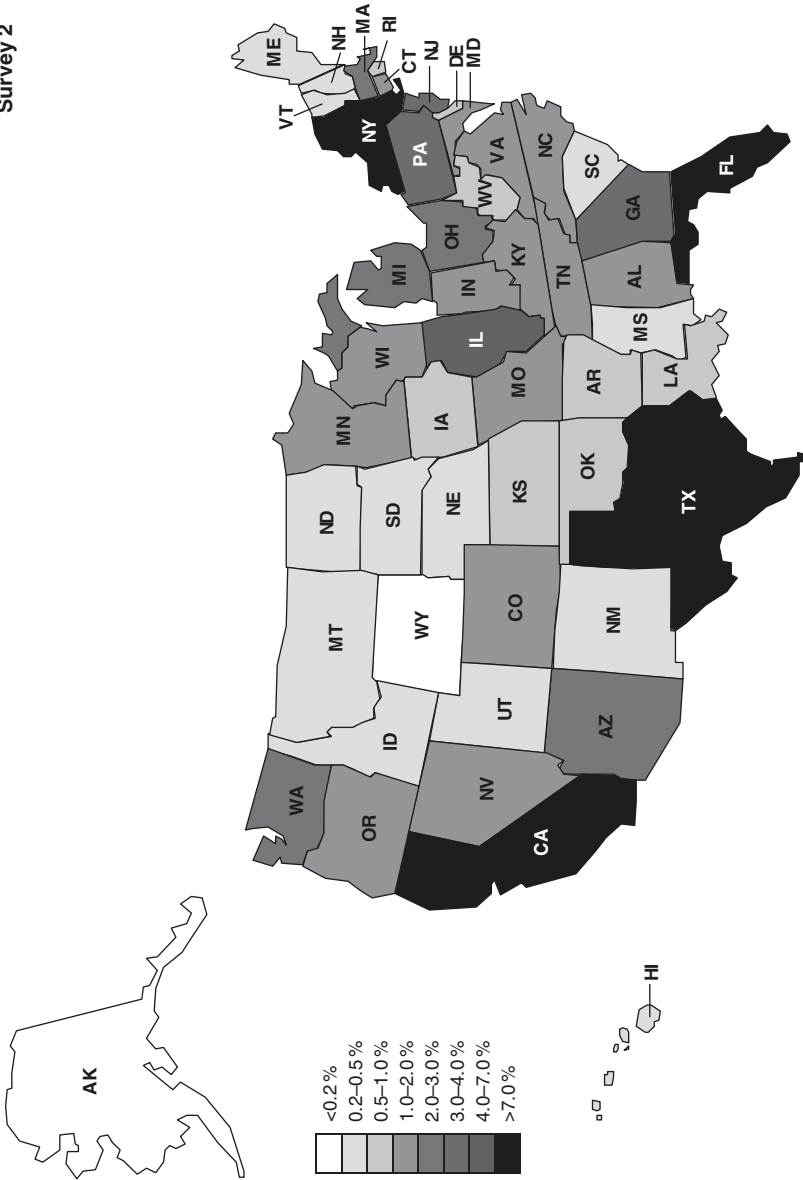 Survey 2
AK
WA
OR
CA
NV
ID
MT
WY
UT
AZ
CO
NM
ND
SD
NE
KS
OK
TX
MN
IA
MO
AR
LA
WI
IL
MS
MI
IN
OH
KY
TN
AL
GA
FL
SC
NC
VA
WV
PA
NY
VT
ME
NH
MA
RI
CT
NJ
DE
MD
HI
<0.2 %
0.2–0.5 %
0.5–1.0 %
1.0–2.0 %
2.0–3.0 %
3.0–4.0 %
4.0–7.0 %
>7.0 %